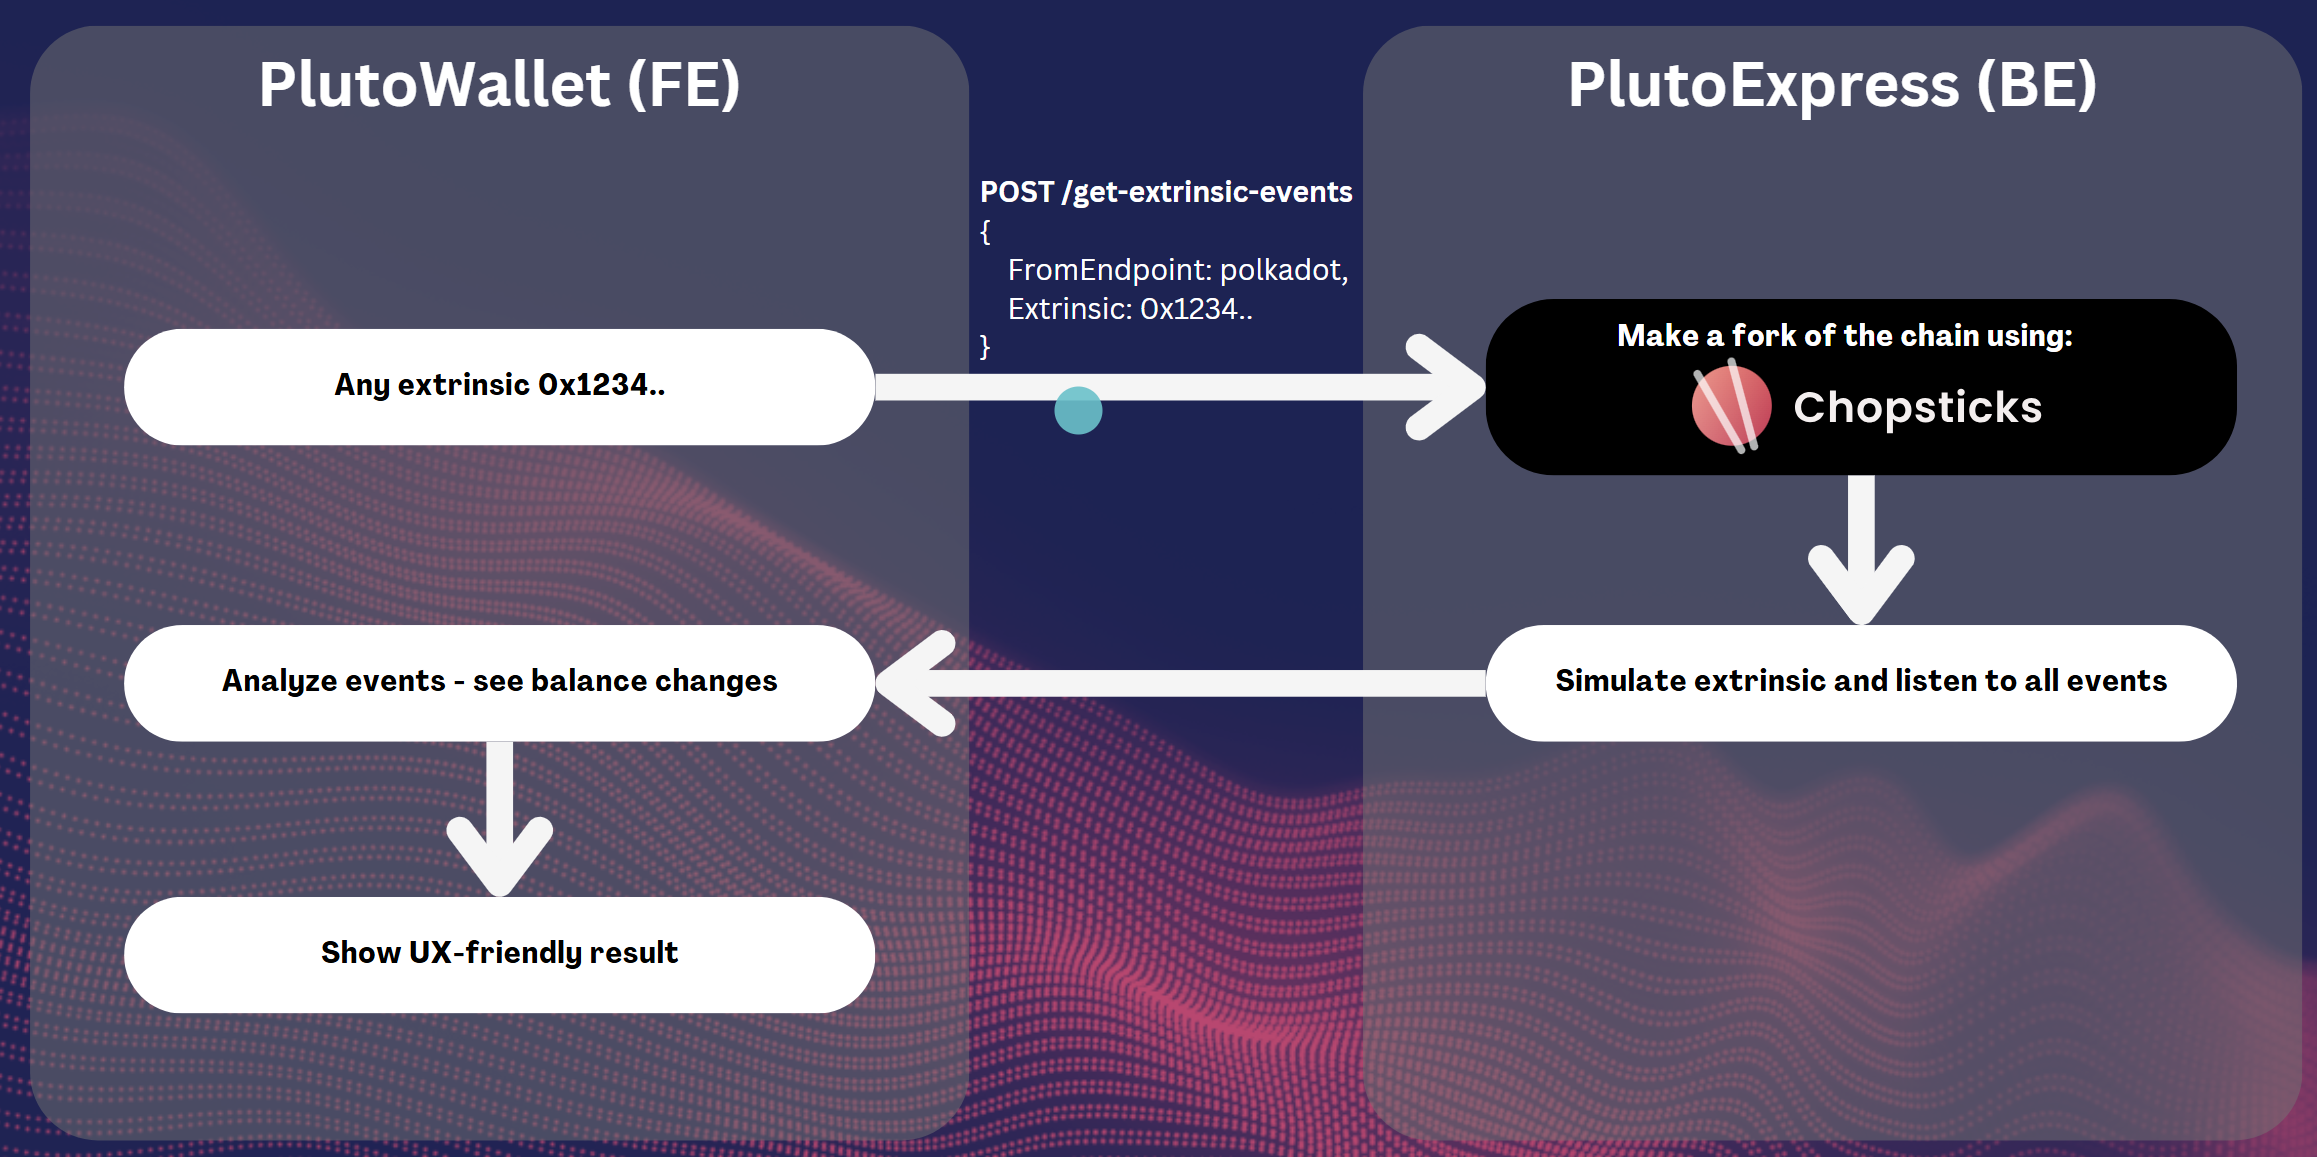 PlutoWallet (FE)
PlutoExpress (BE)
POST /get-extrinsic-events
{
FromEndpoint: polkadot,
Extrinsic: 0x1234..
}
Any extrinsic 0x1234..
Make a fork of the chain using:
Chopsticks
Analyze events - see balance changes
Simulate extrinsic and listen to all events
Show UX-friendly result